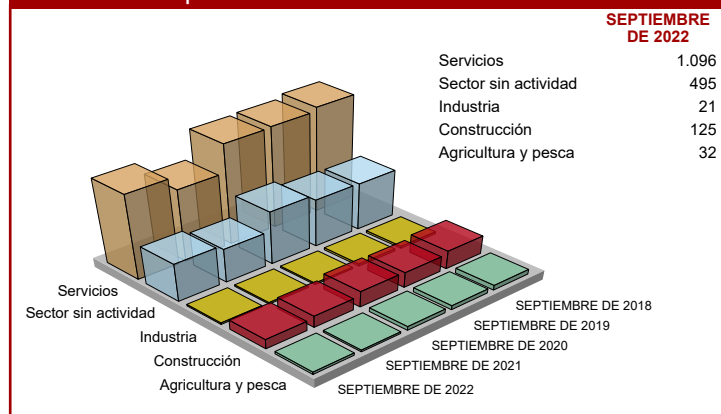 SEPTIEMBRE
DE 2022
Servicios 1.096
Sector sin actividad 495
Industria 21
Construcción 125
Agricultura y pesca 32
Servicios
Sector sin actividad
Industria
Construcción
Agricultura y pesca
SEPTIEMBRE DE 2018
SEPTIEMBRE DE 2019
SEPTIEMBRE DE 2020
SEPTIEMBRE DE 2021
SEPTIEMBRE DE 2022